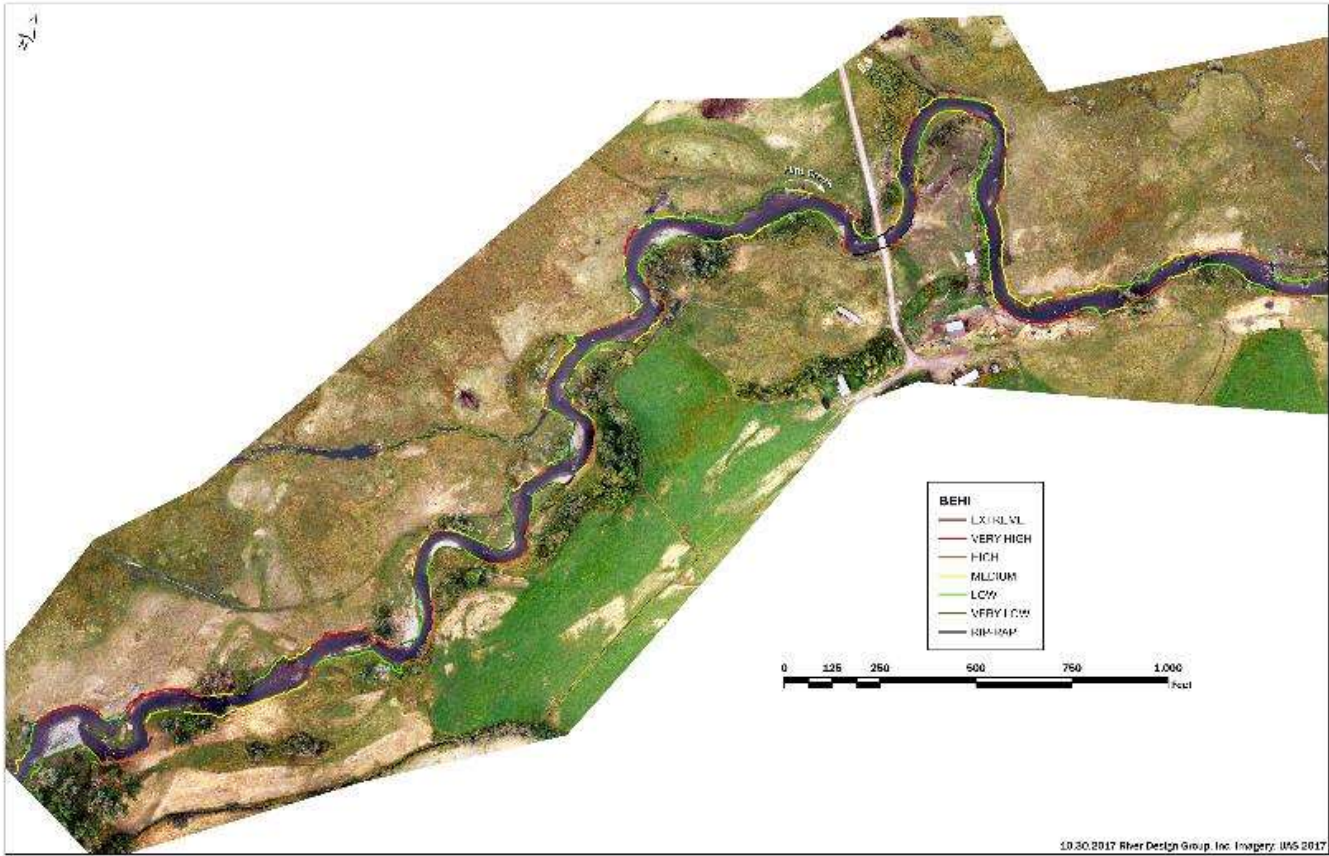 BEHI
EXTREME
VERY HIGH
HIGH
MEDIUM
LOW
VERY LOW
RIP-RAP
0 125 250 500 750 1,000
Feet
10.30.2017 River Design Group, Inc. Imagery: UAS 2017